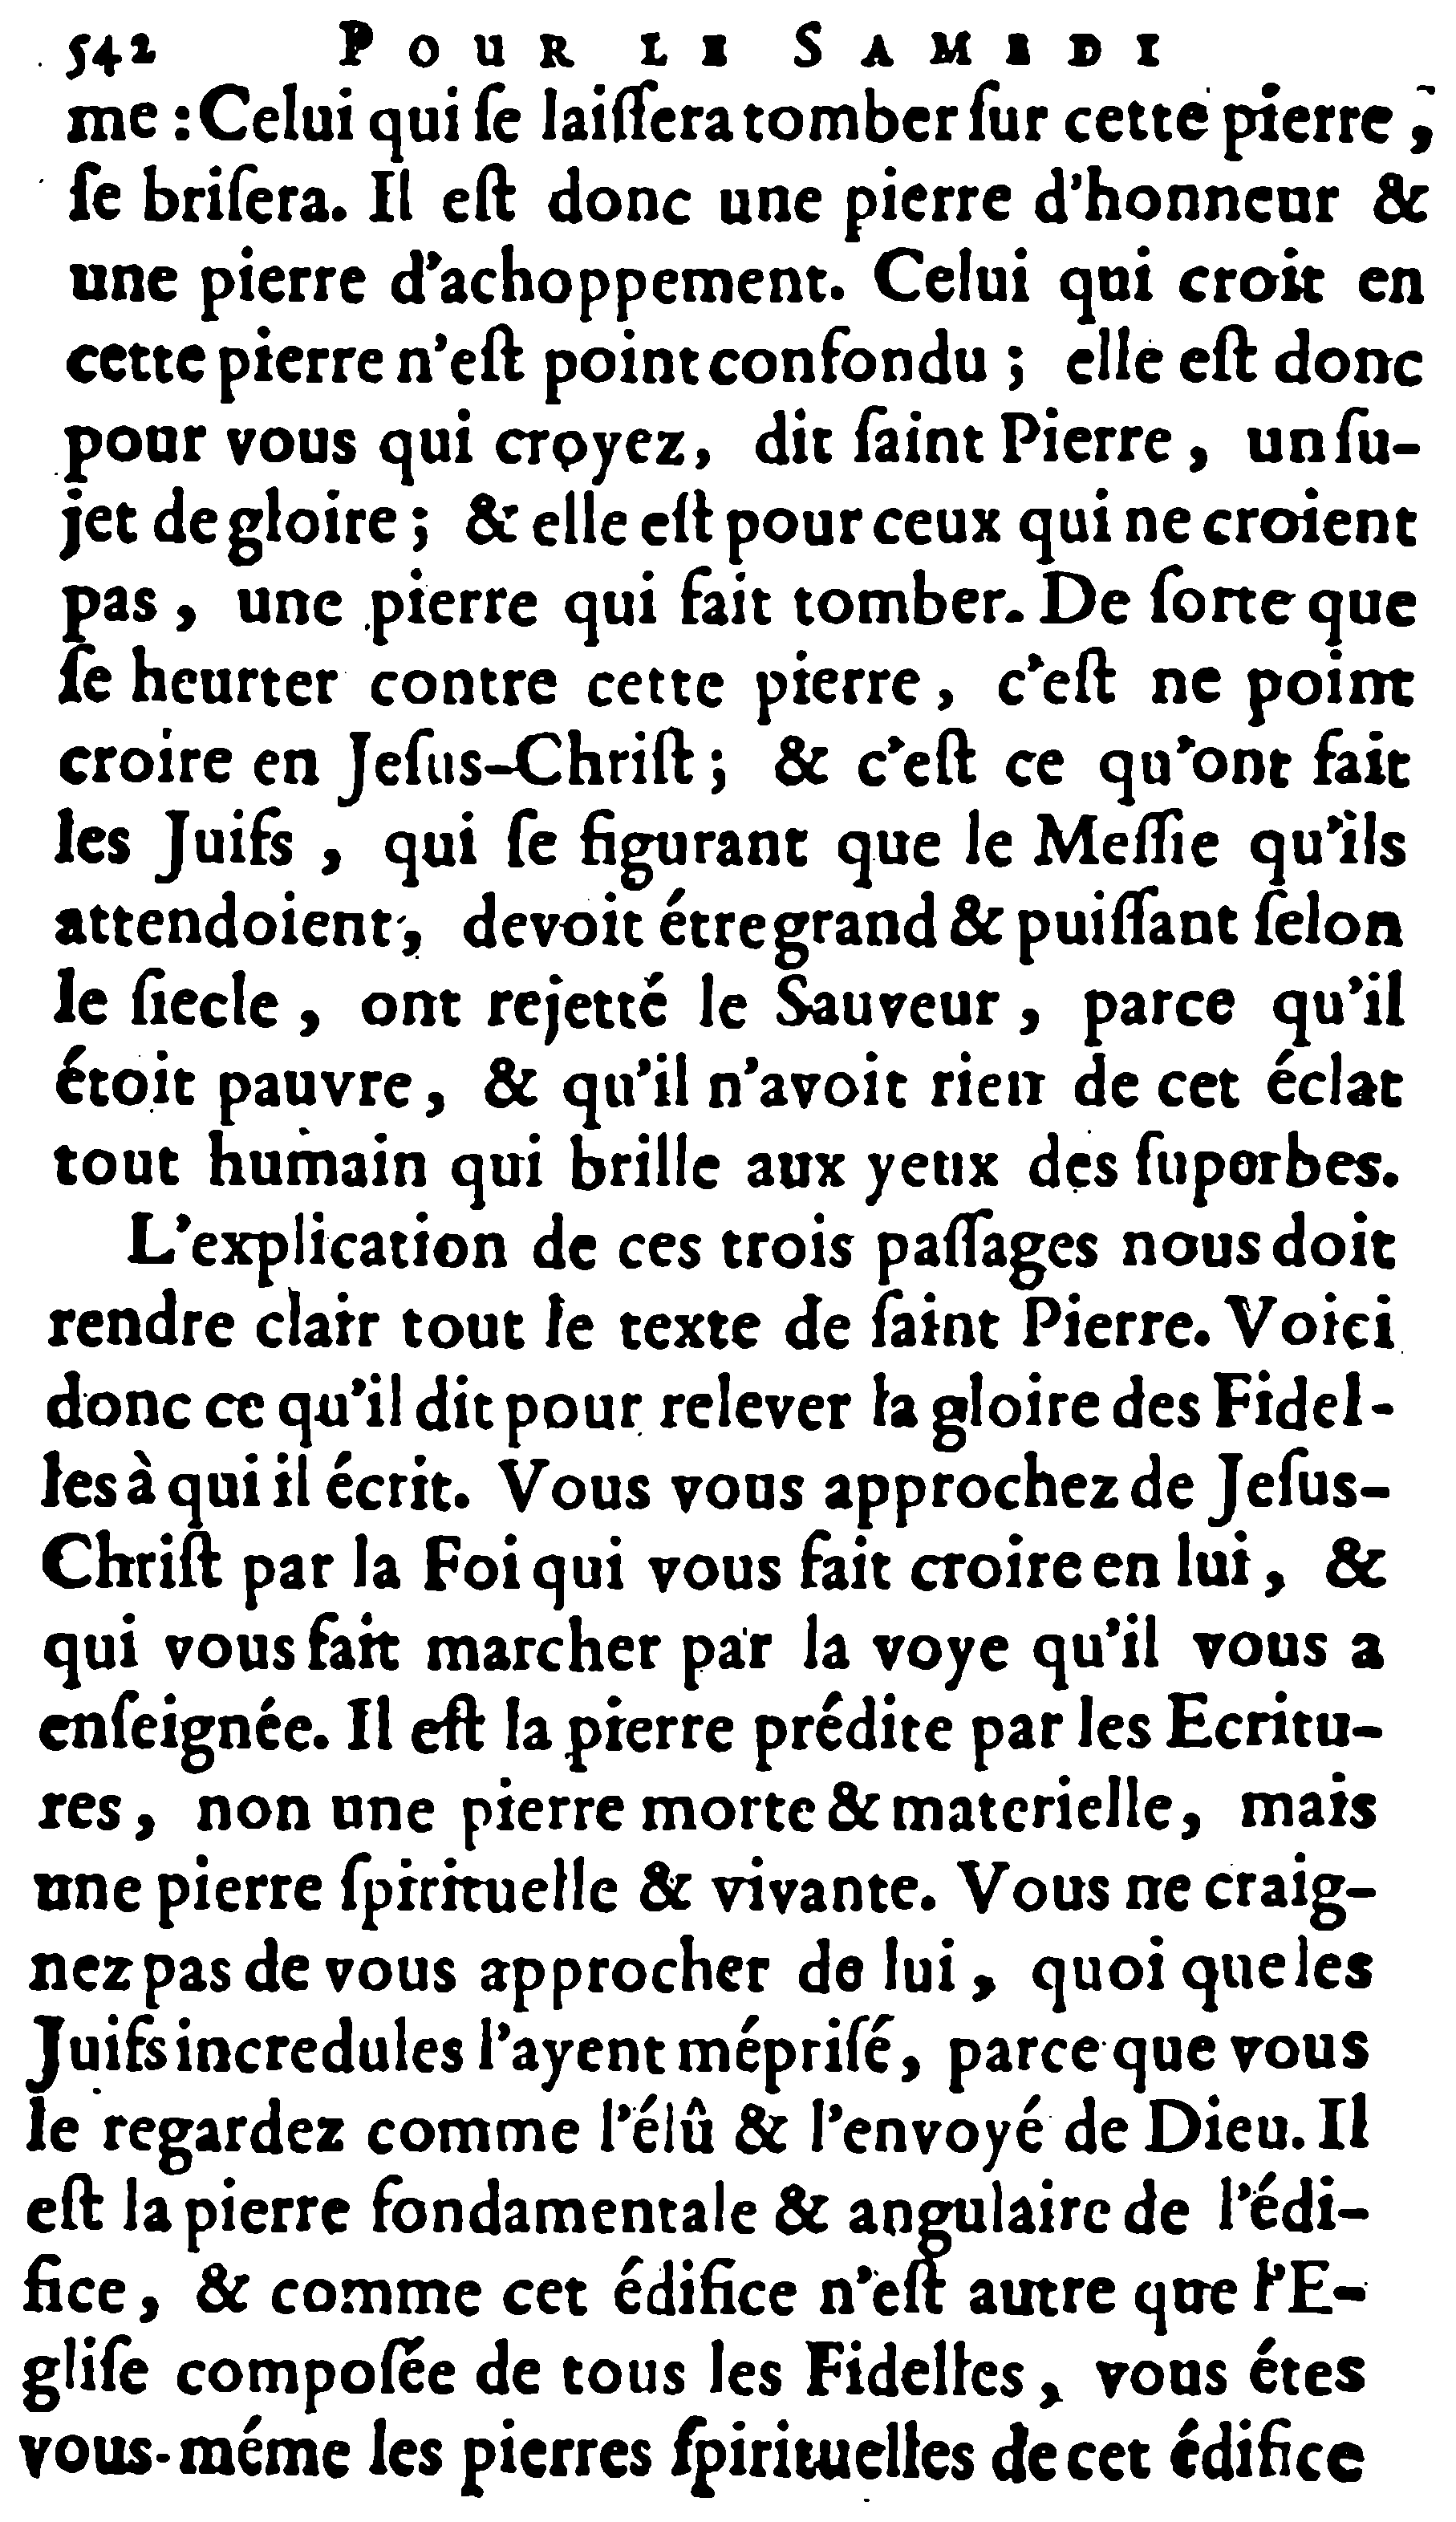 542 POUR LE SAMEDI
me : Celui qui ſe laiſſera tomber ſur cette pierre ,
ſe briſera. Il eſt donc une pierre d'honneur &
une pierre d'achoppement. Celui qui croit en
cette pierre n'eſt point confondu ; elle eſt donc
pour vous qui croyez, dit ſaint Pierre , un ſu-
jet de gloire ; & elle eſt pour ceux qui ne croient
pas , une pierre qui fait tomber. De ſorte que
ſe heurter contre cette pierre , c'eſt ne point
croire en Jeſus-Chriſt ; & c'eſt ce qu'ont fait
les Juifs , qui ſe figurant que le Meſſie qu'ils
attendoient, devoit étre grand & puiſſant ſelon
le ſiecle , ont rejetté le Sauveur , parce qu'il
étoit pauvre , & qu'il n'avoit rien de cet éclat
tout humain qui brille aux yeux des ſuperbes.
L'explication de ces trois paſſages nous doit
rendre clair tout le texte de ſaint Pierre. Voici
donc ce qu'il dit pour relever la gloire des Fidel-
les à qui il écrit. Vous vous approchez de Jeſus-
Chriſt par la Foi qui vous fait croire en lui , &
qui vous fait marcher par la voye qu'il vous a
enſeignée. Il eſt la pierre prédite par les Ecritu-
res , non une pierre morte & materielle, mais
une pierre ſpirituelle & vivante. Vous ne craig-
nez pas de vous approcher de lui , quoi que les
Juifs incredules l'ayent mépriſé, parce que vous
le regardez comme l'élû & l'envoyé de Dieu. Il
eſt la pierre fondamentale & angulaire de l'édi-
fice , & comme cet édifice n'eſt autre que l'E-
gliſe compoſée de tous les Fidelles , vous étes
vous-méme les pierres ſpirituelles de cet édifice